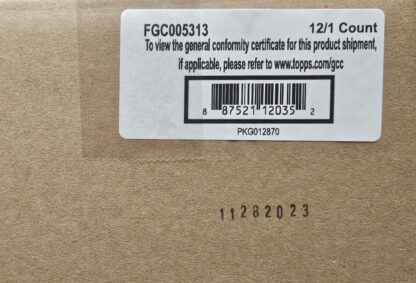 FGC005313 12/1 Count
To view the general conformity certificate for this product shipment,
if applicable, please refer to www.topps.com/gcc
8 87521 12035 2
PKG012870
11282023